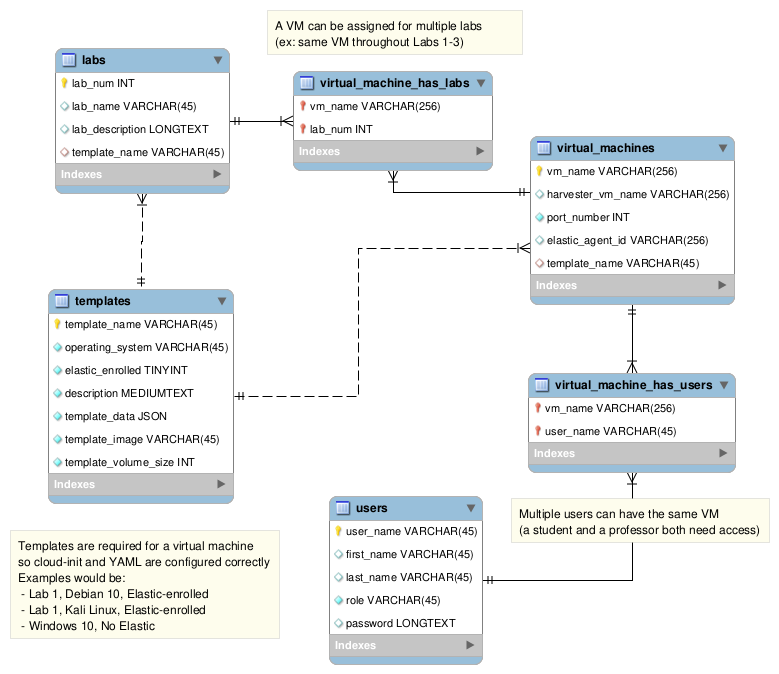 A VM can be assigned for multiple labs
(ex: same VM throughout Labs 1-3)
labs
lab_num INT
lab_name VARCHAR(45)
lab_description LONGTEXT
template_name VARCHAR(45)
Indexes
virtual_machine_has_labs
vm_name VARCHAR(256)
lab_num INT
Indexes
virtual_machines
vm_name VARCHAR(256)
harvester_vm_name VARCHAR(256)
port_number INT
elastic_agent_id VARCHAR(256)
template_name VARCHAR(45)
Indexes
templates
template_name VARCHAR(45)
operating_system VARCHAR(45)
elastic_enrolled TINYINT
description MEDIUMTEXT
template_data JSON
template_image VARCHAR(45)
template_volume_size INT
Indexes
virtual_machine_has_users
vm_name VARCHAR(256)
user_name VARCHAR(45)
Indexes
users
user_name VARCHAR(45)
first_name VARCHAR(45)
last_name VARCHAR(45)
role VARCHAR(45)
password LONGTEXT
Indexes
Multiple users can have the same VM
(a student and a professor both need access)
Templates are required for a virtual machine
so cloud-init and YAML are configured correctly
Examples would be:
- Lab 1, Debian 10, Elastic-enrolled
- Lab 1, Kali Linux, Elastic-enrolled
- Windows 10, No Elastic